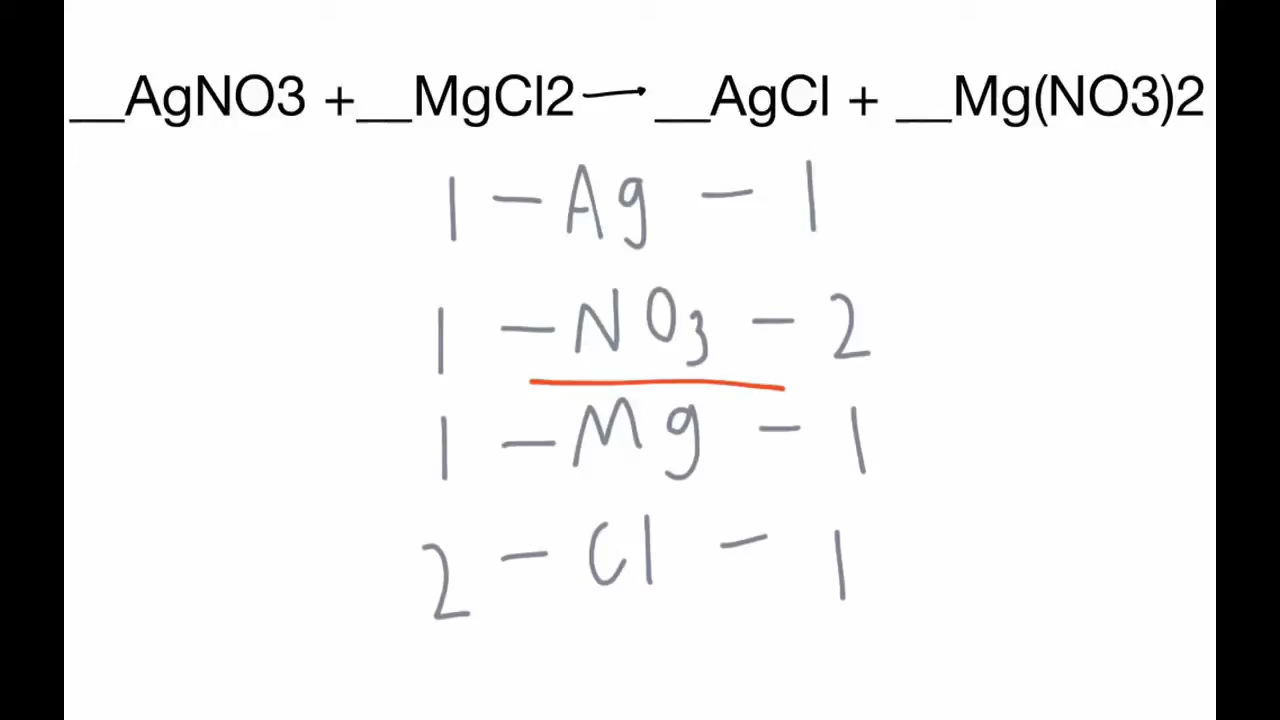 __AgNO3 +__MgCl2 → __AgCl + __Mg(NO3)2
1 – Ag – 1
1 – NO3 – 2
1 – Mg – 1
2 – Cl – 1